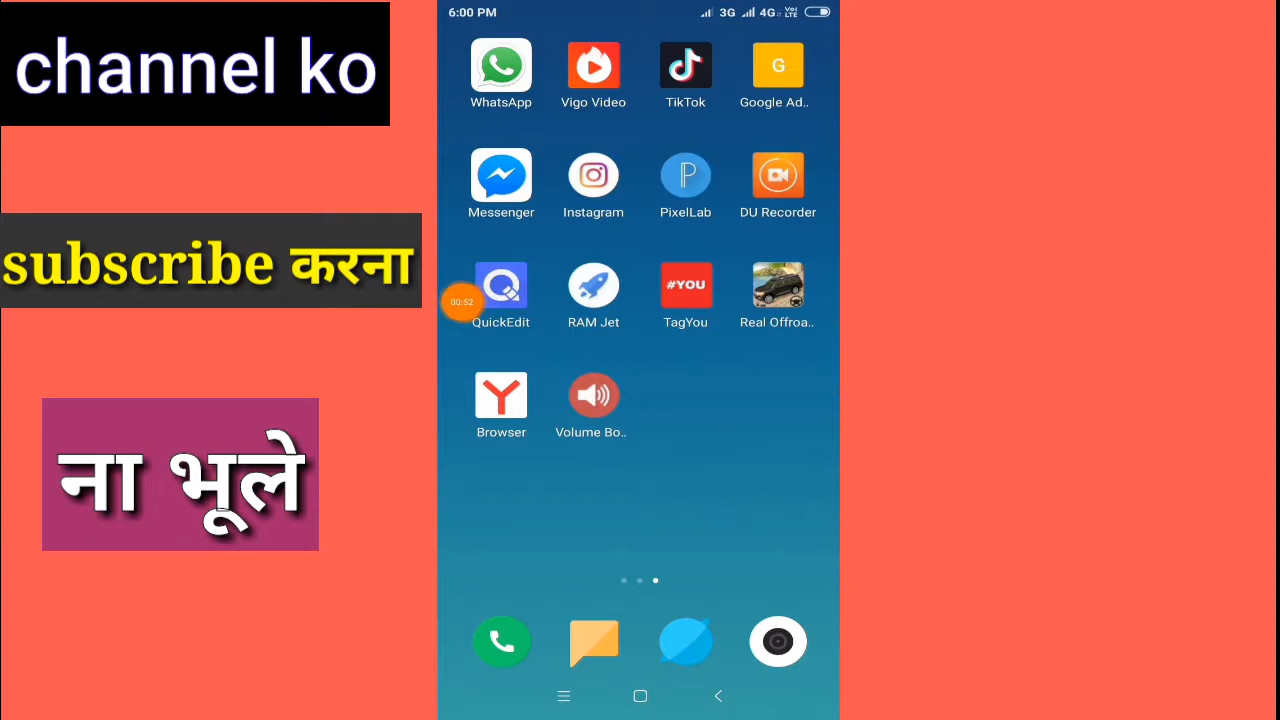 channel ko
subscribe करना
ना भूले
6:00 PM 3G 4G VoLTE
WhatsApp Vigo Video TikTok Google Ad..
G
Messenger Instagram PixelLab DU Recorder
#YOU
00:52
QuickEdit RAM Jet TagYou Real Offroa..
Browser Volume Bo..